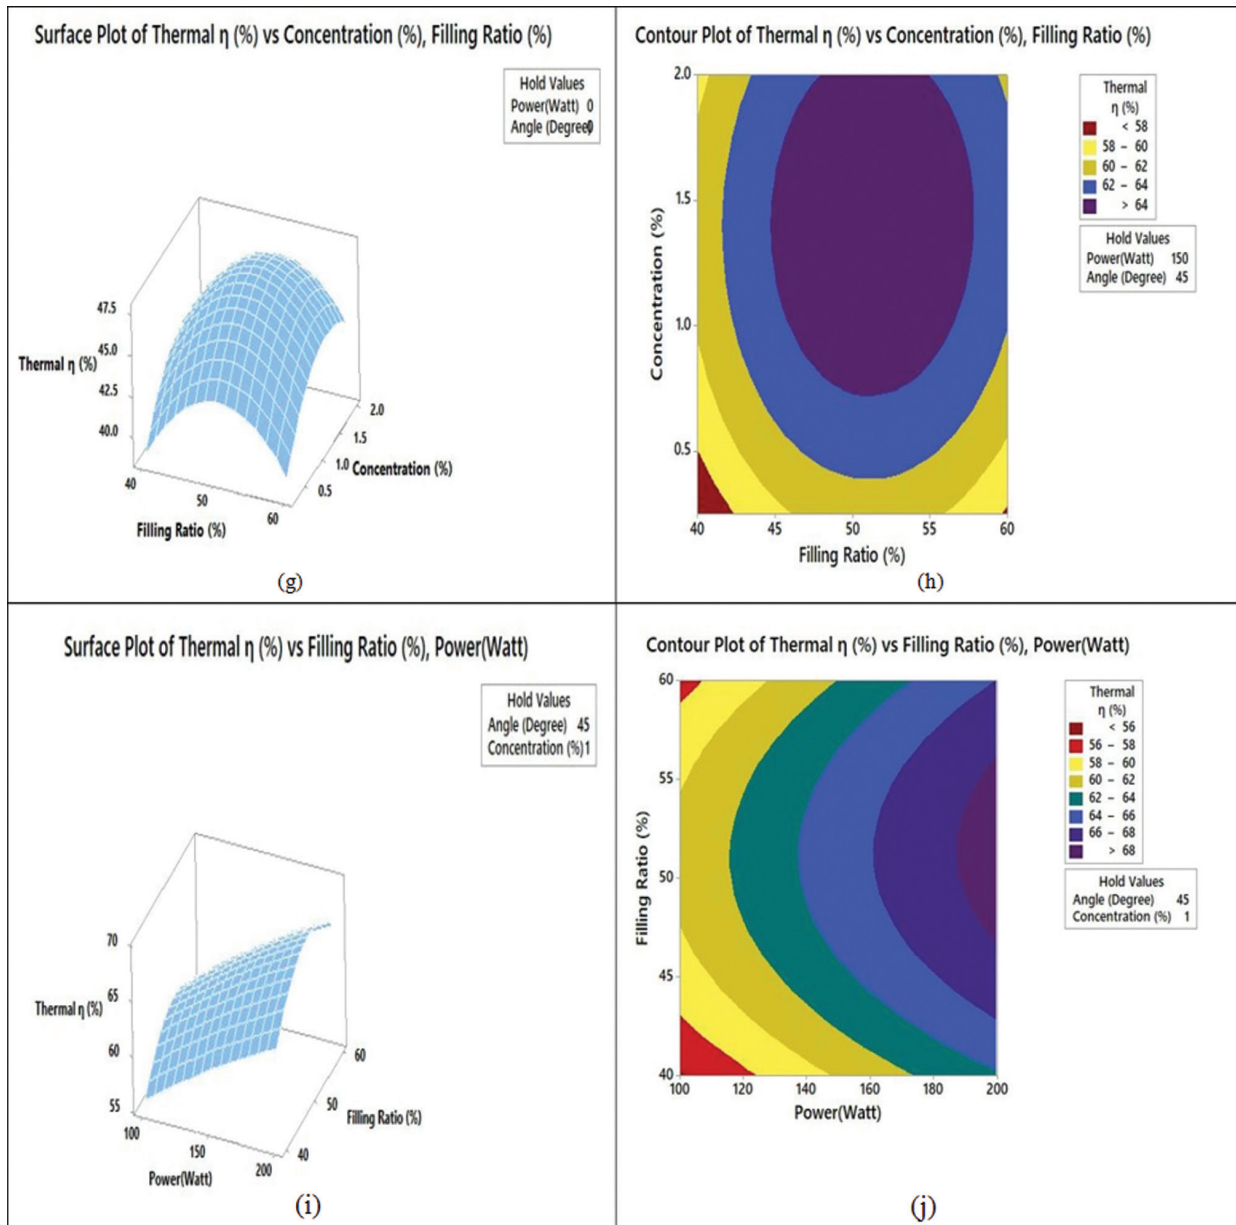 Surface Plot of Thermal η (%) vs Concentration (%), Filling Ratio (%)
Hold Values
Power(Watt) 0
Angle (Degree) 0
47.5
45.0
42.5
40.0
Thermal η (%)
40
50
60
Filling Ratio (%)
2.0
1.5
1.0
0.5
Concentration (%)
(g)
Contour Plot of Thermal η (%) vs Concentration (%), Filling Ratio (%)
2.0
1.5
1.0
0.5
Concentration (%)
40 45 50 55 60
Filling Ratio (%)
Thermal
η (%)
< 58
58 – 60
60 – 62
62 – 64
> 64
Hold Values
Power(Watt) 150
Angle (Degree) 45
(h)
Surface Plot of Thermal η (%) vs Filling Ratio (%), Power(Watt)
Hold Values
Angle (Degree) 45
Concentration (%) 1
70
65
60
55
Thermal η (%)
100
150
200
Power(Watt)
60
50
40
Filling Ratio (%)
(i)
Contour Plot of Thermal η (%) vs Filling Ratio (%), Power(Watt)
60
55
50
45
40
Filling Ratio (%)
100 120 140 160 180 200
Power(Watt)
Thermal
η (%)
< 56
56 – 58
58 – 60
60 – 62
62 – 64
64 – 66
66 – 68
> 68
Hold Values
Angle (Degree) 45
Concentration (%) 1
(j)